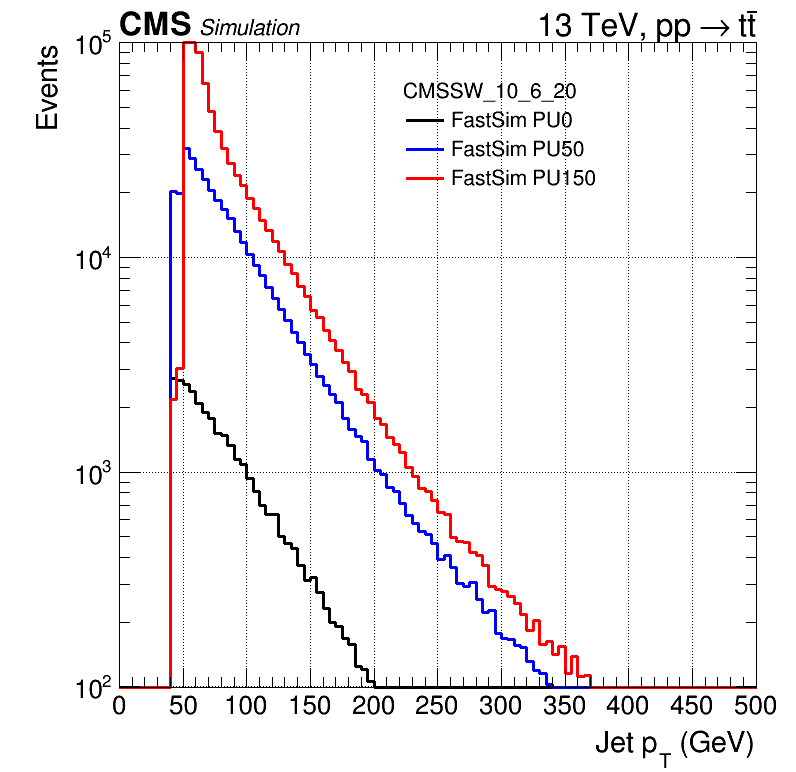 CMS Simulation 13 TeV, pp → tt̄
Events
10⁵
CMSSW_10_6_20
FastSim PU0
FastSim PU50
FastSim PU150
10⁴
10³
10²
0 50 100 150 200 250 300 350 400 450 500
Jet p_T (GeV)